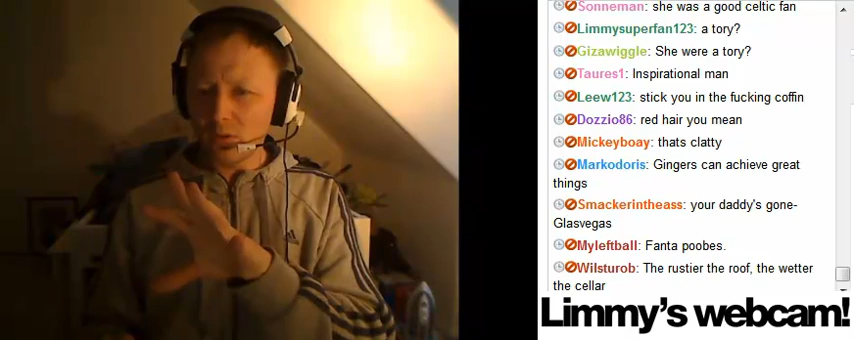 Sonneman: she was a good celtic fan
Limmysuperfan123: a tory?
Gizawiggle: She were a tory?
Taures1: Inspirational man
Leew123: stick you in the fucking coffin
Dozzio86: red hair you mean
Mickeyboay: thats clatty
Markodoris: Gingers can achieve great
things
Smackerintheass: your daddy's gone-
Glasvegas
Myleftball: Fanta poobes.
Wilsturob: The rustier the roof, the wetter
the cellar
Limmy's webcam!